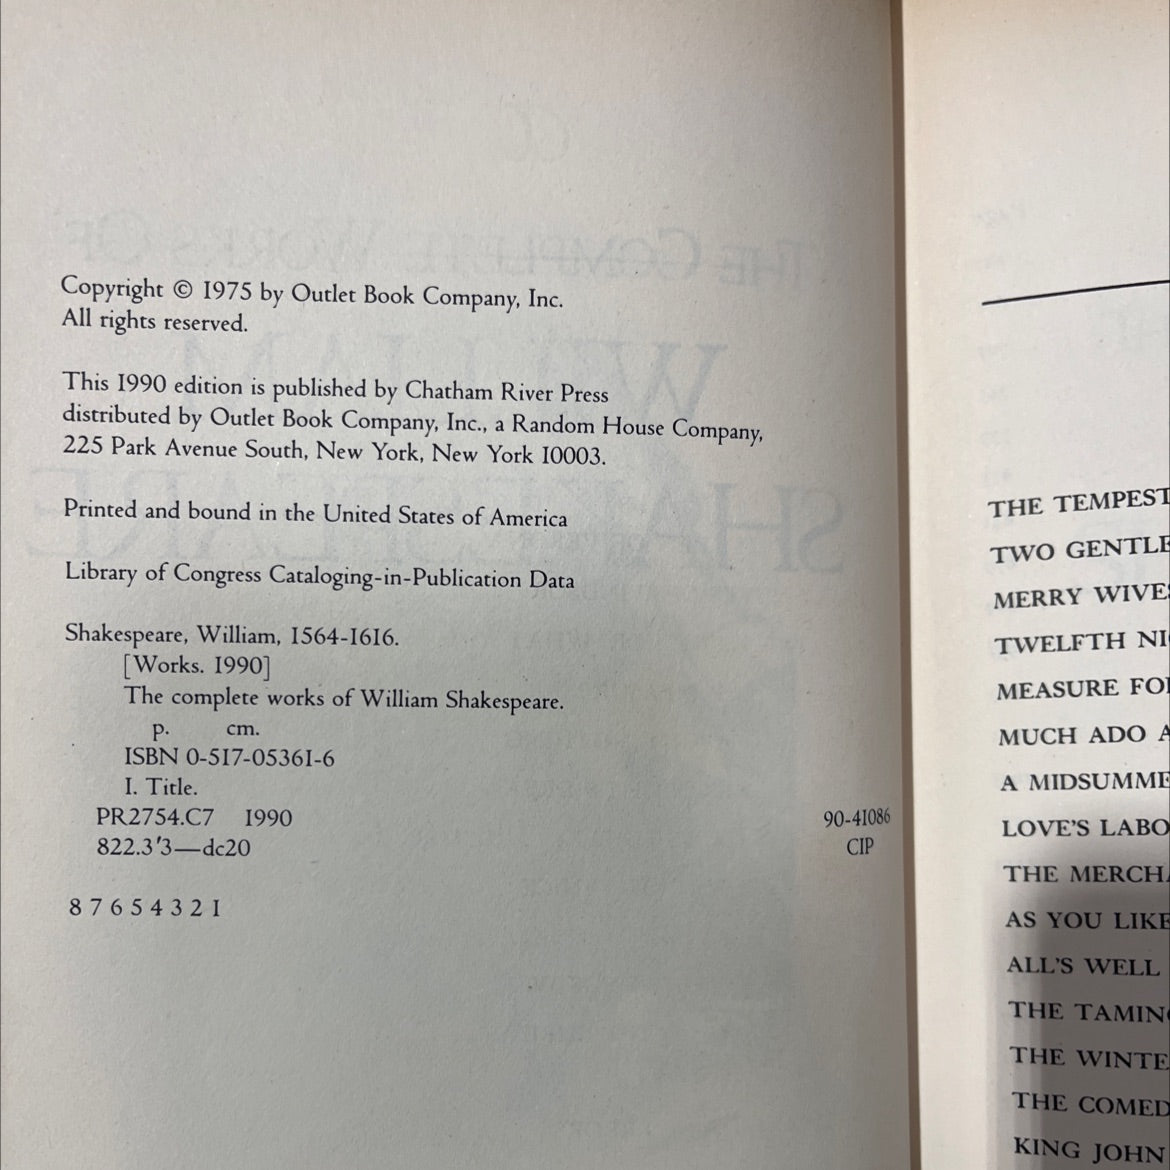 Copyright © 1975 by Outlet Book Company, Inc.
All rights reserved.
This 1990 edition is published by Chatham River Press
distributed by Outlet Book Company, Inc., a Random House Company,
225 Park Avenue South, New York, New York 10003.
Printed and bound in the United States of America
Library of Congress Cataloging-in-Publication Data
Shakespeare, William, 1564-1616.
[Works. 1990]
The complete works of William Shakespeare.
p. cm.
ISBN 0-517-05361-6
I. Title.
PR2754.C7 1990 90-41086
822.3'3—dc20 CIP
8 7 6 5 4 3 2 1
THE TEMPEST
TWO GENTLE
MERRY WIVES
TWELFTH NI
MEASURE FO
MUCH ADO A
A MIDSUMME
LOVE'S LABO
THE MERCHA
AS YOU LIKE
ALL'S WELL
THE TAMIN
THE WINTE
THE COMED
KING JOHN